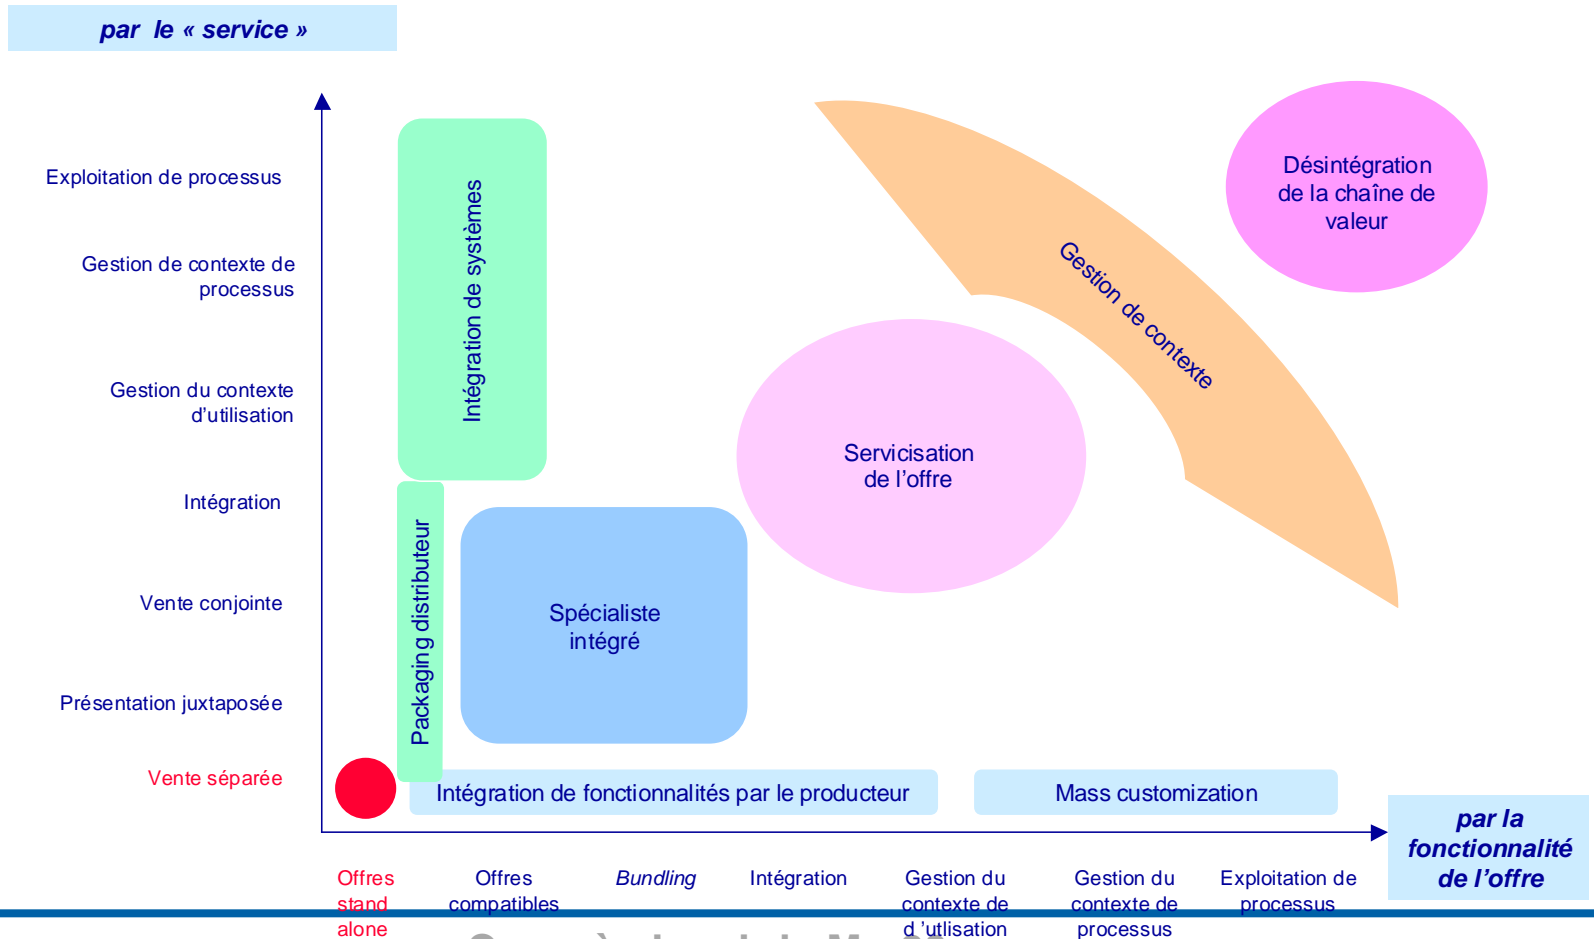 par le « service »
Exploitation de processus
Gestion de contexte de
processus
Gestion du contexte
d'utilisation
Intégration
Vente conjointe
Présentation juxtaposée
Vente séparée
Intégration de systèmes
Packaging distributeur
Spécialiste
intégré
Servicisation
de l'offre
Gestion de contexte
Désintégration
de la chaîne de
valeur
Intégration de fonctionnalités par le producteur
Mass customization
par la
fonctionnalité
de l'offre
Offres
stand
alone
Offres
compatibles
Bundling
Intégration
Gestion du
contexte de
d 'utlisation
Gestion du
contexte de
processus
Exploitation de
processus